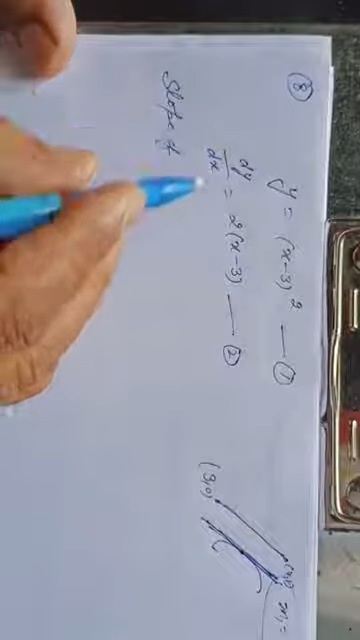 ⑧ y = (x-3)² — ①
dy/dx = 2(x-3) — ②
Slope of
(3,0)